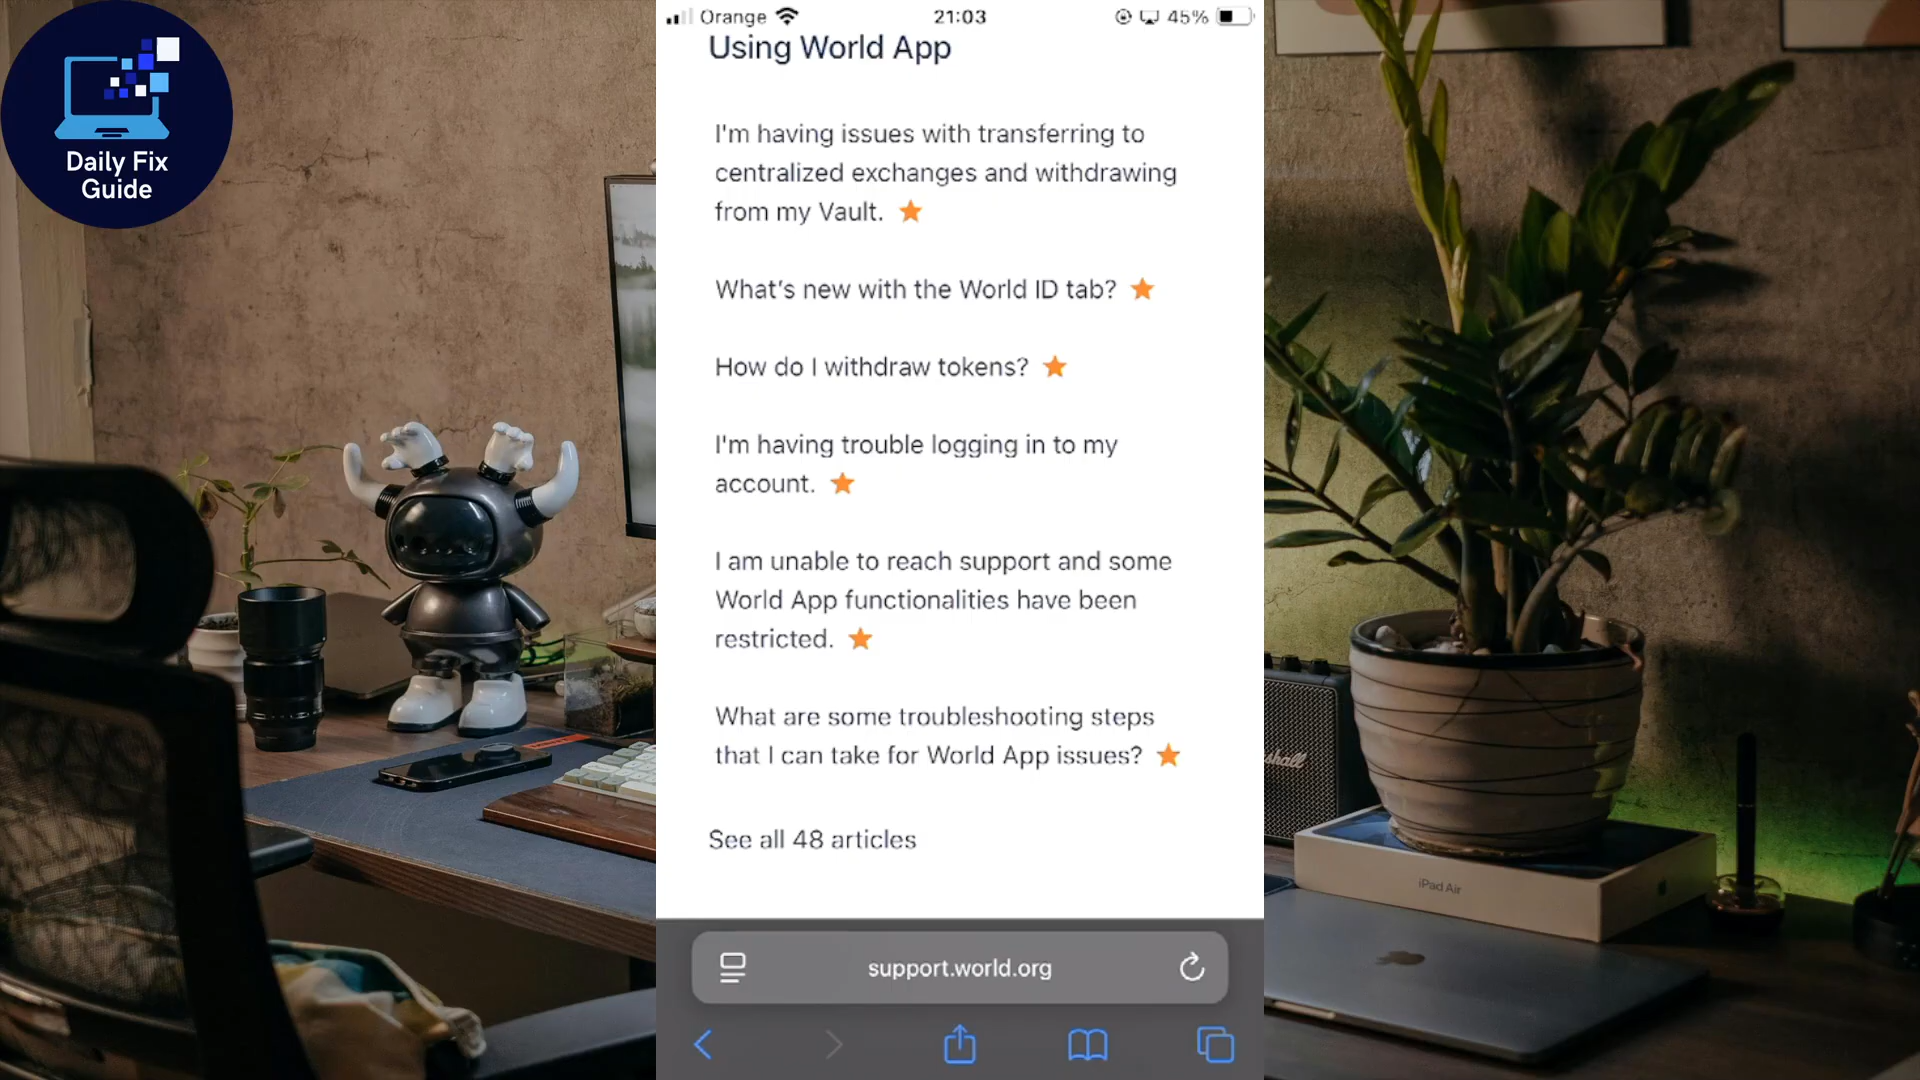 Daily Fix
Guide
Orange
21:03
45%
Using World App
I'm having issues with transferring to
centralized exchanges and withdrawing
from my Vault.
What's new with the World ID tab?
How do I withdraw tokens?
I'm having trouble logging in to my
account.
I am unable to reach support and some
World App functionalities have been
restricted.
What are some troubleshooting steps
that I can take for World App issues?
See all 48 articles
support.world.org
shall
iPad Air